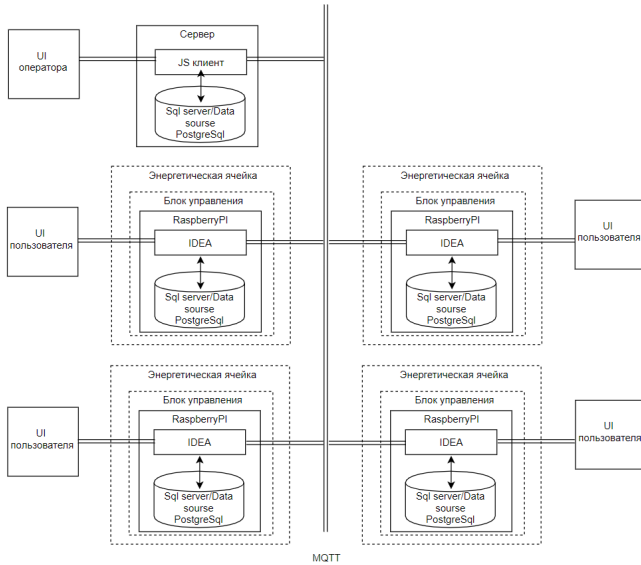 Сервер
UI
оператора
JS клиент
Sql server/Data
sourse
PostgreSql
Энергетическая ячейка
Блок управления
RaspberryPI
UI
пользователя
IDEA
Sql server/Data
sourse
PostgreSql
Энергетическая ячейка
Блок управления
RaspberryPI
IDEA
UI
пользователя
Sql server/Data
sourse
PostgreSql
Энергетическая ячейка
Блок управления
RaspberryPI
UI
пользователя
IDEA
Sql server/Data
sourse
PostgreSql
Энергетическая ячейка
Блок управления
RaspberryPI
IDEA
UI
пользователя
Sql server/Data
sourse
PostgreSql
MQTT